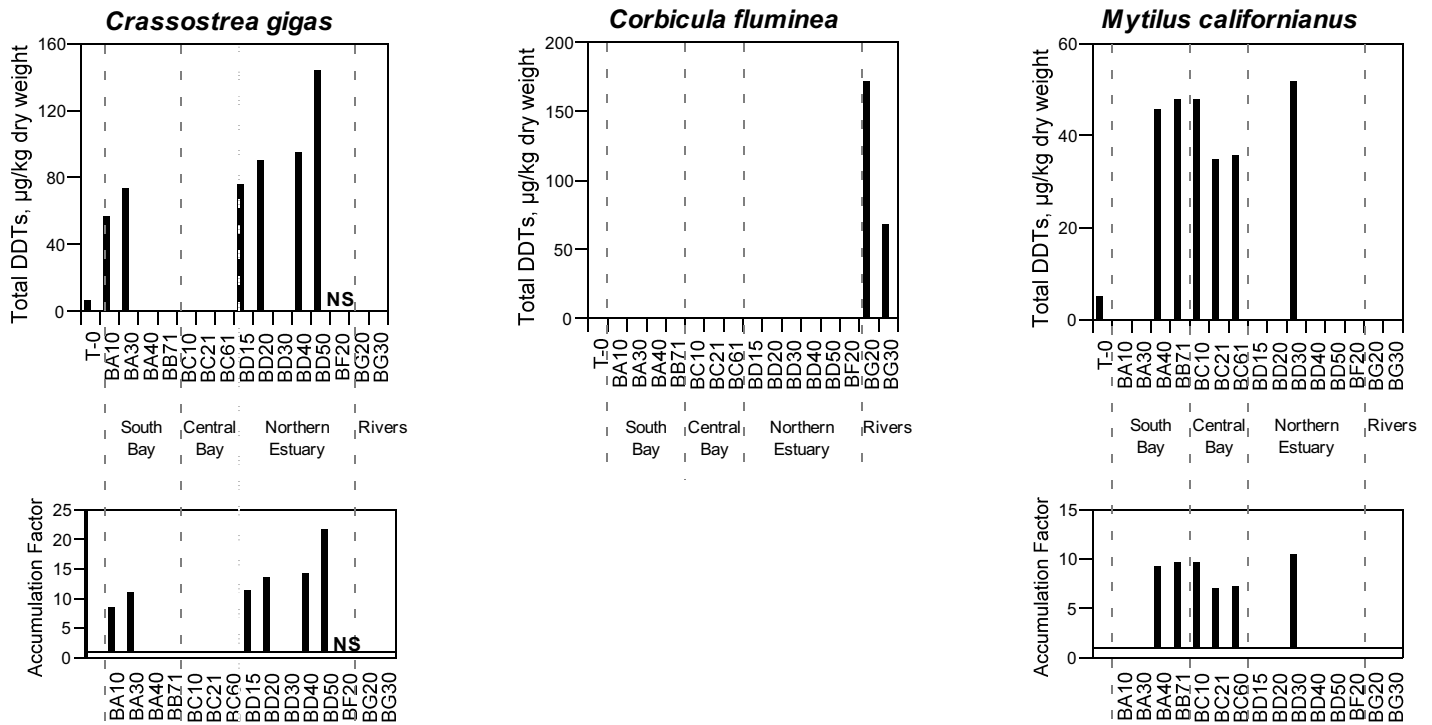 Crassostrea gigas
Total DDTs, µg/kg dry weight
160
120
80
40
0
NS
T-0
BA10
BA30
BA40
BB71
BC10
BC21
BC61
BD15
BD20
BD30
BD40
BD50
BF20
BG20
BG30
South Bay
Central Bay
Northern Estuary
Rivers
Accumulation Factor
25
20
15
10
5
0
NS
BA10
BA30
BA40
BB71
BC10
BC21
BC60
BD15
BD20
BD30
BD40
BD50
BF20
BG20
BG30
Corbicula fluminea
Total DDTs, µg/kg dry weight
200
150
100
50
0
T-0
BA10
BA30
BA40
BB71
BC10
BC21
BC61
BD15
BD20
BD30
BD40
BD50
BF20
BG20
BG30
South Bay
Central Bay
Northern Estuary
Rivers
Mytilus californianus
Total DDTs, µg/kg dry weight
60
40
20
0
T-0
BA10
BA30
BA40
BB71
BC10
BC21
BC61
BD15
BD20
BD30
BD40
BD50
BF20
BG20
BG30
South Bay
Central Bay
Northern Estuary
Rivers
Accumulation Factor
15
10
5
0
BA10
BA30
BA40
BB71
BC10
BC21
BC60
BD15
BD20
BD30
BD40
BD50
BF20
BG20
BG30